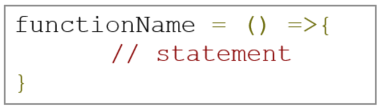 functionName = () =>{
// statement
}